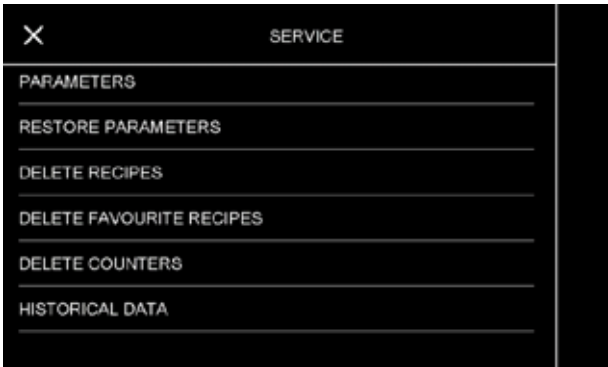 SERVICE
PARAMETERS
RESTORE PARAMETERS
DELETE RECIPES
DELETE FAVOURITE RECIPES
DELETE COUNTERS
HISTORICAL DATA